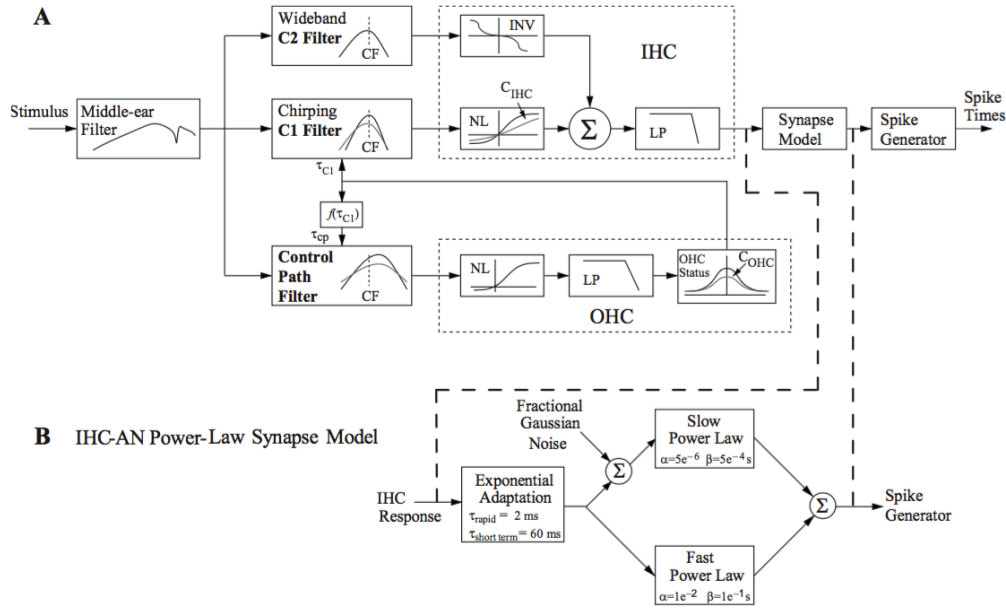 A
Wideband
C2 Filter
CF
INV
IHC
Stimulus
Middle-ear
Filter
Chirping
C1 Filter
CF
NL
C_IHC
Σ
LP
Synapse
Model
Spike
Generator
Spike
Times
τ_C1
f(τ_C1)
τ_cp
Control
Path
Filter
CF
NL
LP
OHC
Status
C_OHC
OHC
B IHC-AN Power-Law Synapse Model
Fractional
Gaussian
Noise
Σ
Slow
Power Law
α=5e⁻⁶ β=5e⁻⁴s
IHC
Response
Exponential
Adaptation
τ_rapid = 2 ms
τ_short term = 60 ms
Σ
Spike
Generator
Fast
Power Law
α=1e⁻² β=1e⁻¹s